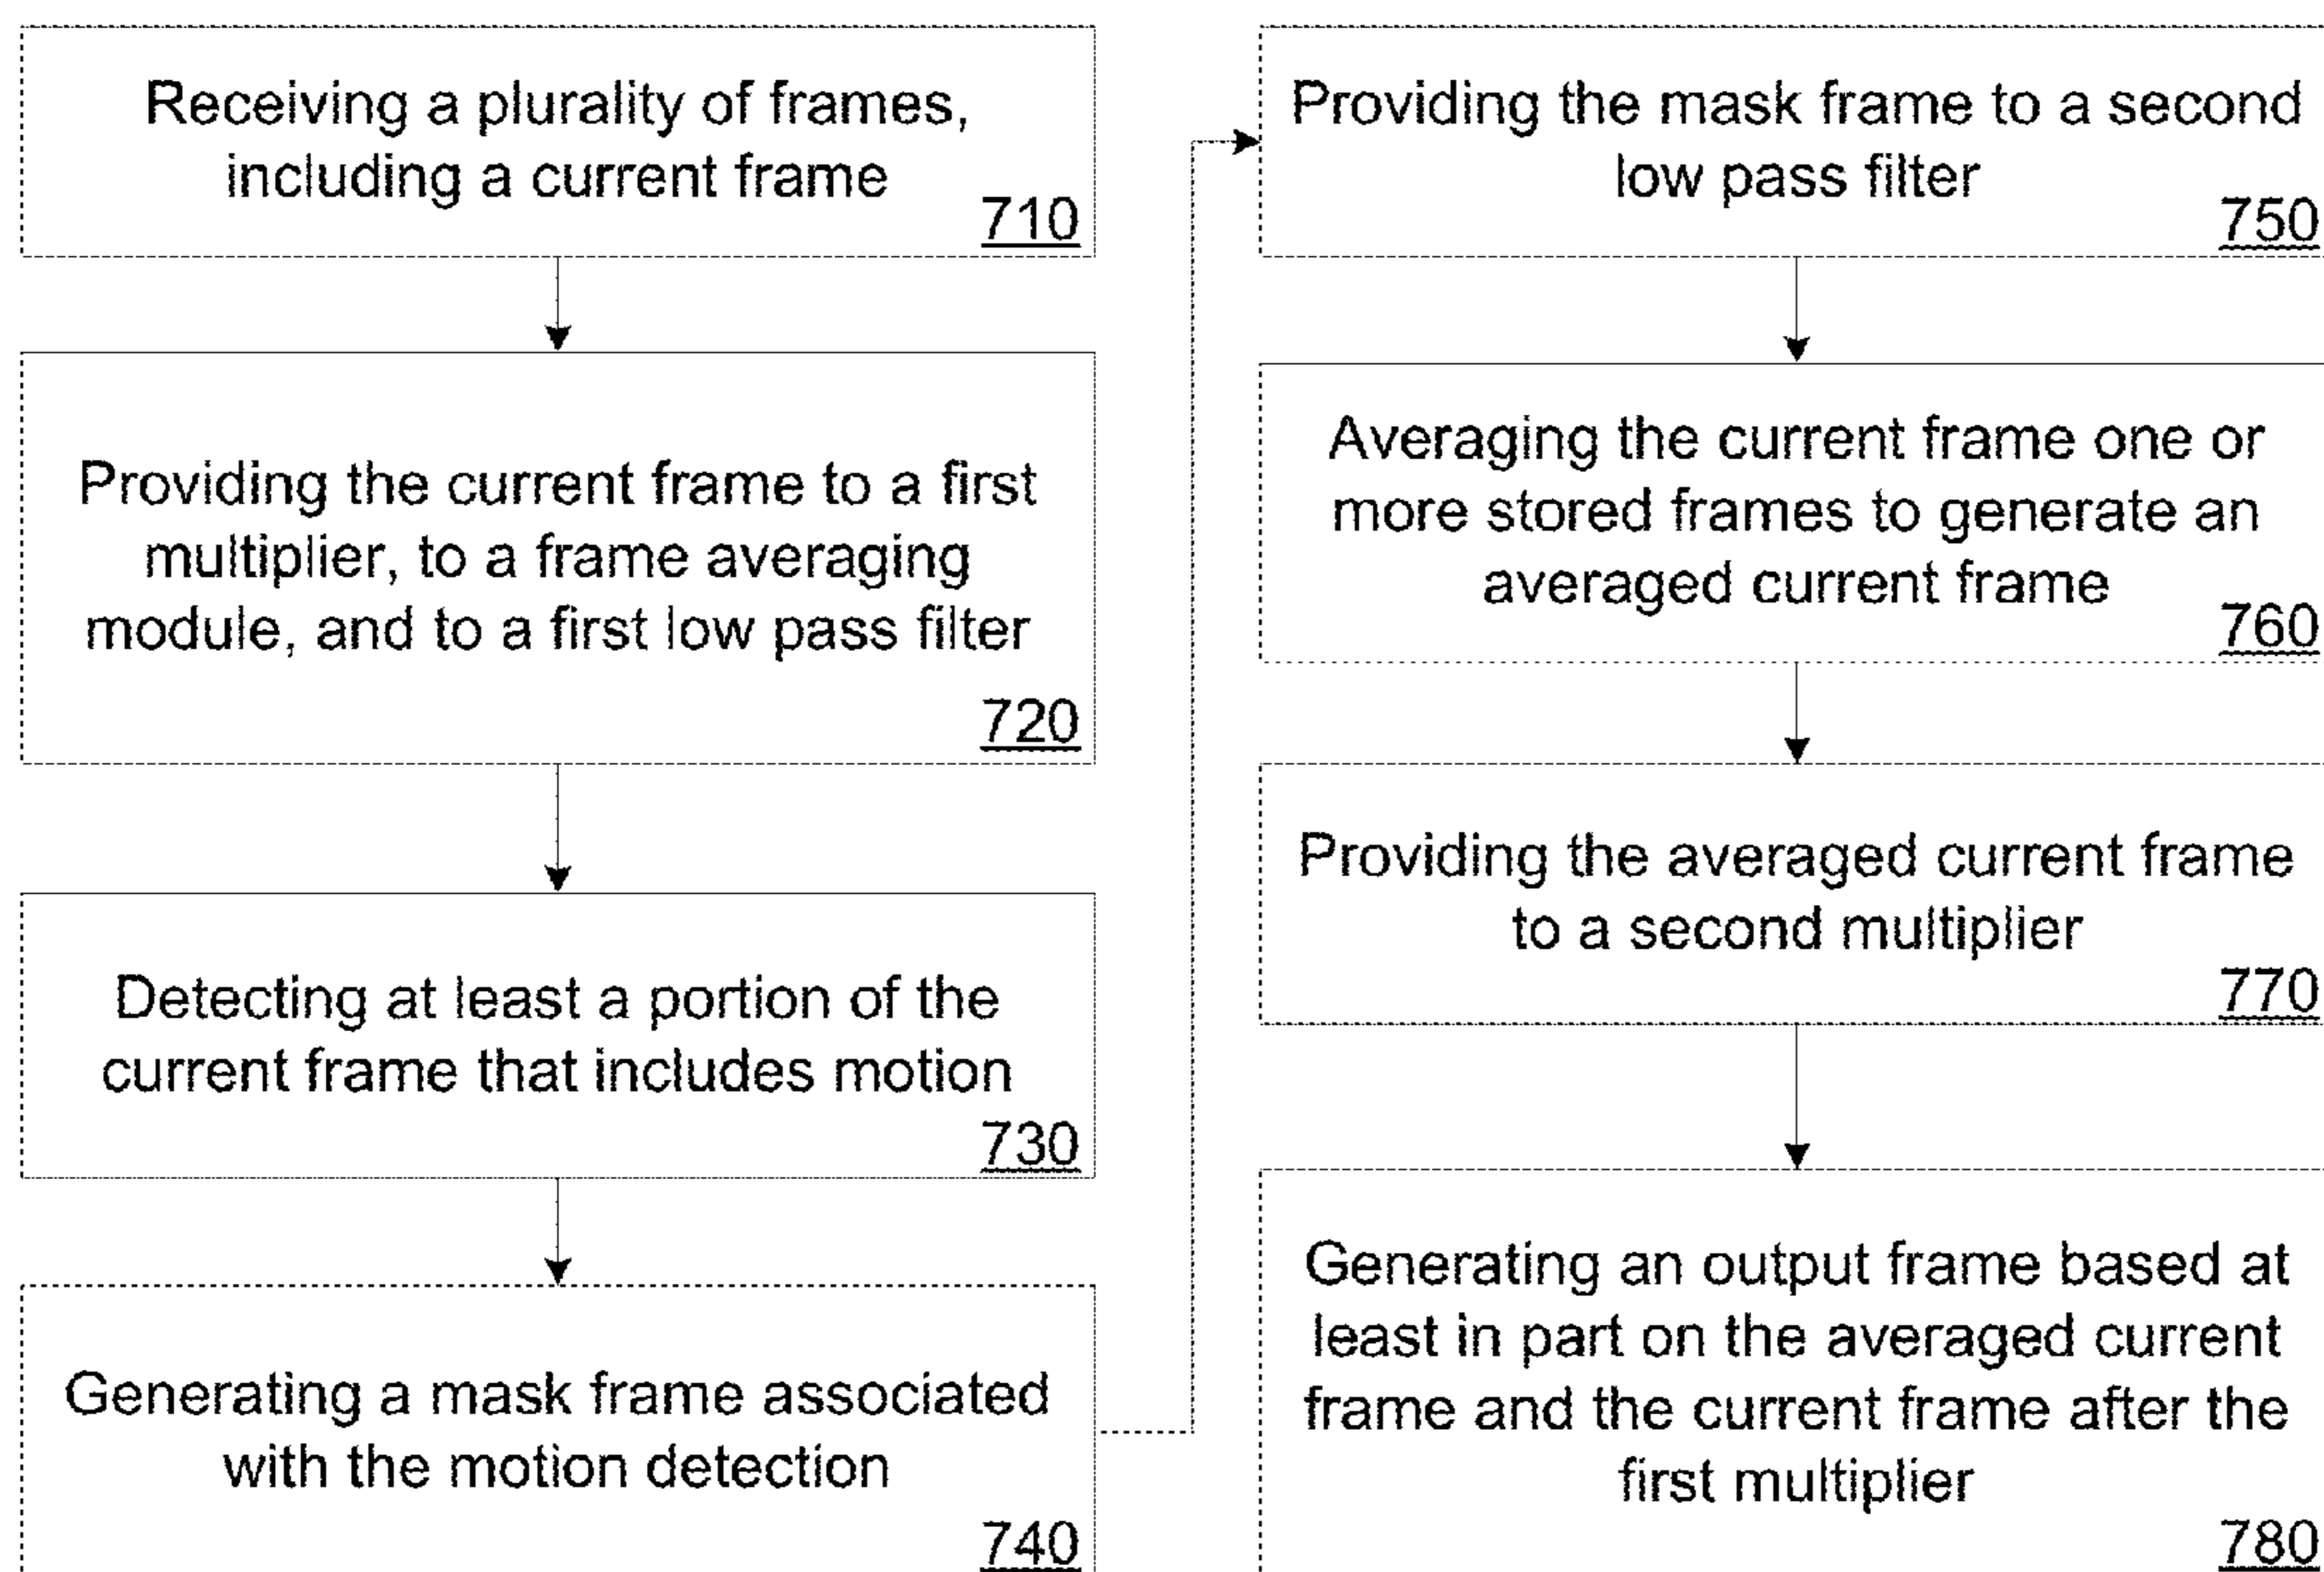 Receiving a plurality of frames,
including a current frame
710
Providing the current frame to a first
multiplier, to a frame averaging
module, and to a first low pass filter
720
Detecting at least a portion of the
current frame that includes motion
730
Generating a mask frame associated
with the motion detection
740
Providing the mask frame to a second
low pass filter
750
Averaging the current frame one or
more stored frames to generate an
averaged current frame
760
Providing the averaged current frame
to a second multiplier
770
Generating an output frame based at
least in part on the averaged current
frame and the current frame after the
first multiplier
780